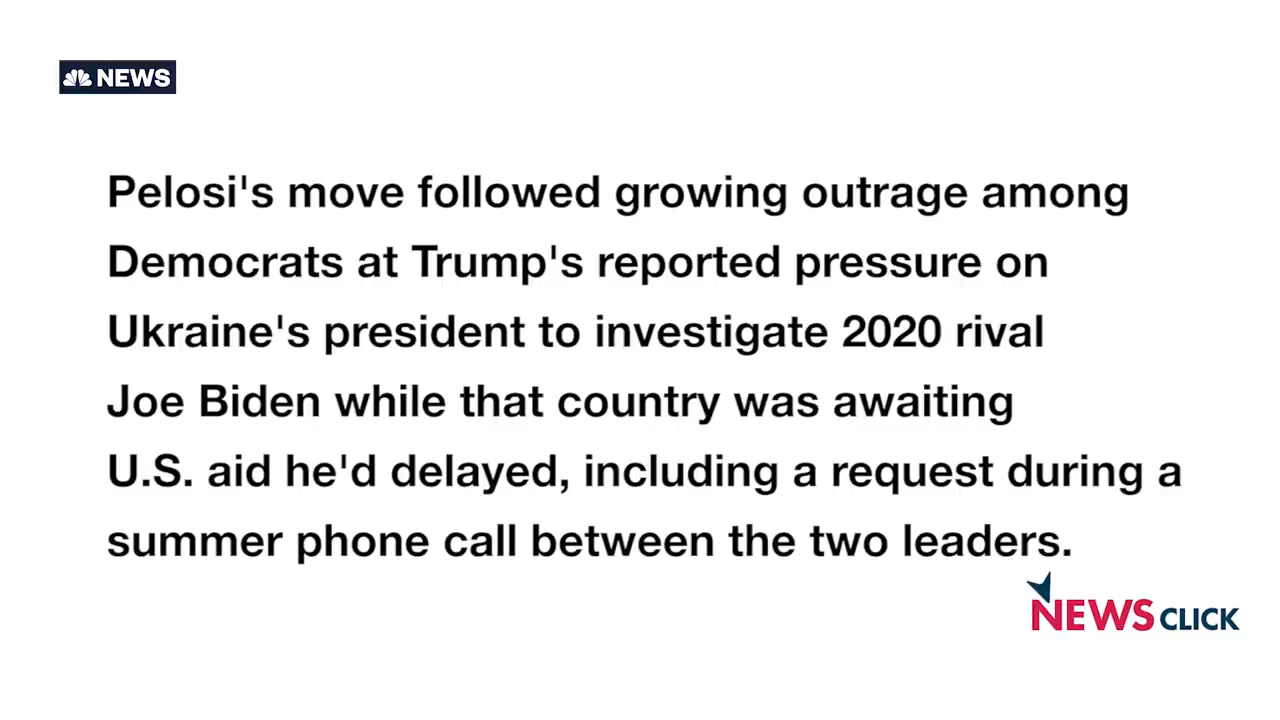 NEWS
Pelosi's move followed growing outrage among
Democrats at Trump's reported pressure on
Ukraine's president to investigate 2020 rival
Joe Biden while that country was awaiting
U.S. aid he'd delayed, including a request during a
summer phone call between the two leaders.
NEWS CLICK